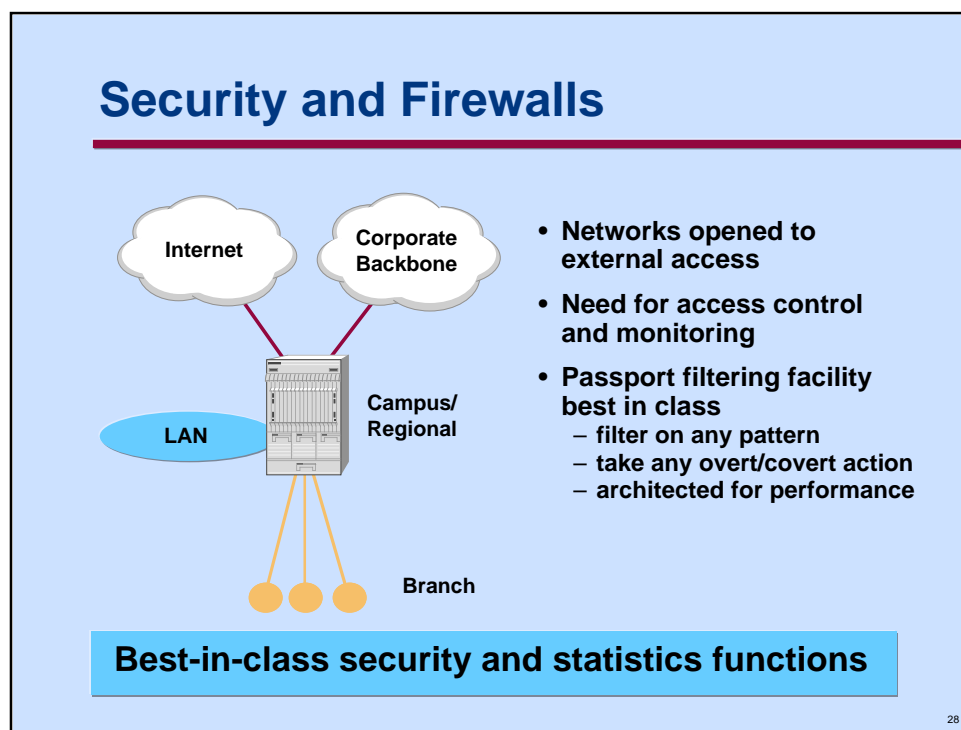 Security and Firewalls
Internet
Corporate
Backbone
Campus/
Regional
LAN
Branch
• Networks opened to
external access
• Need for access control
and monitoring
• Passport filtering facility
best in class
– filter on any pattern
– take any overt/covert action
– architected for performance
Best-in-class security and statistics functions
28